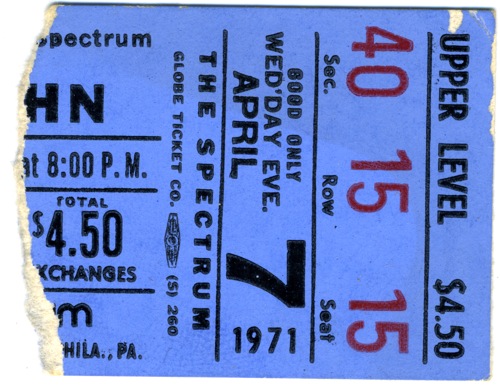 Spectrum
HN
at 8:00 P.M.
TOTAL
$4.50
XCHANGES
m
HILA., PA.
UPPER LEVEL $4.50
40 15 15
Sec. Row Seat
GOOD ONLY
WED'DAY EVE.
APRIL 7 1971
THE SPECTRUM
GLOBE TICKET CO. (S) 260